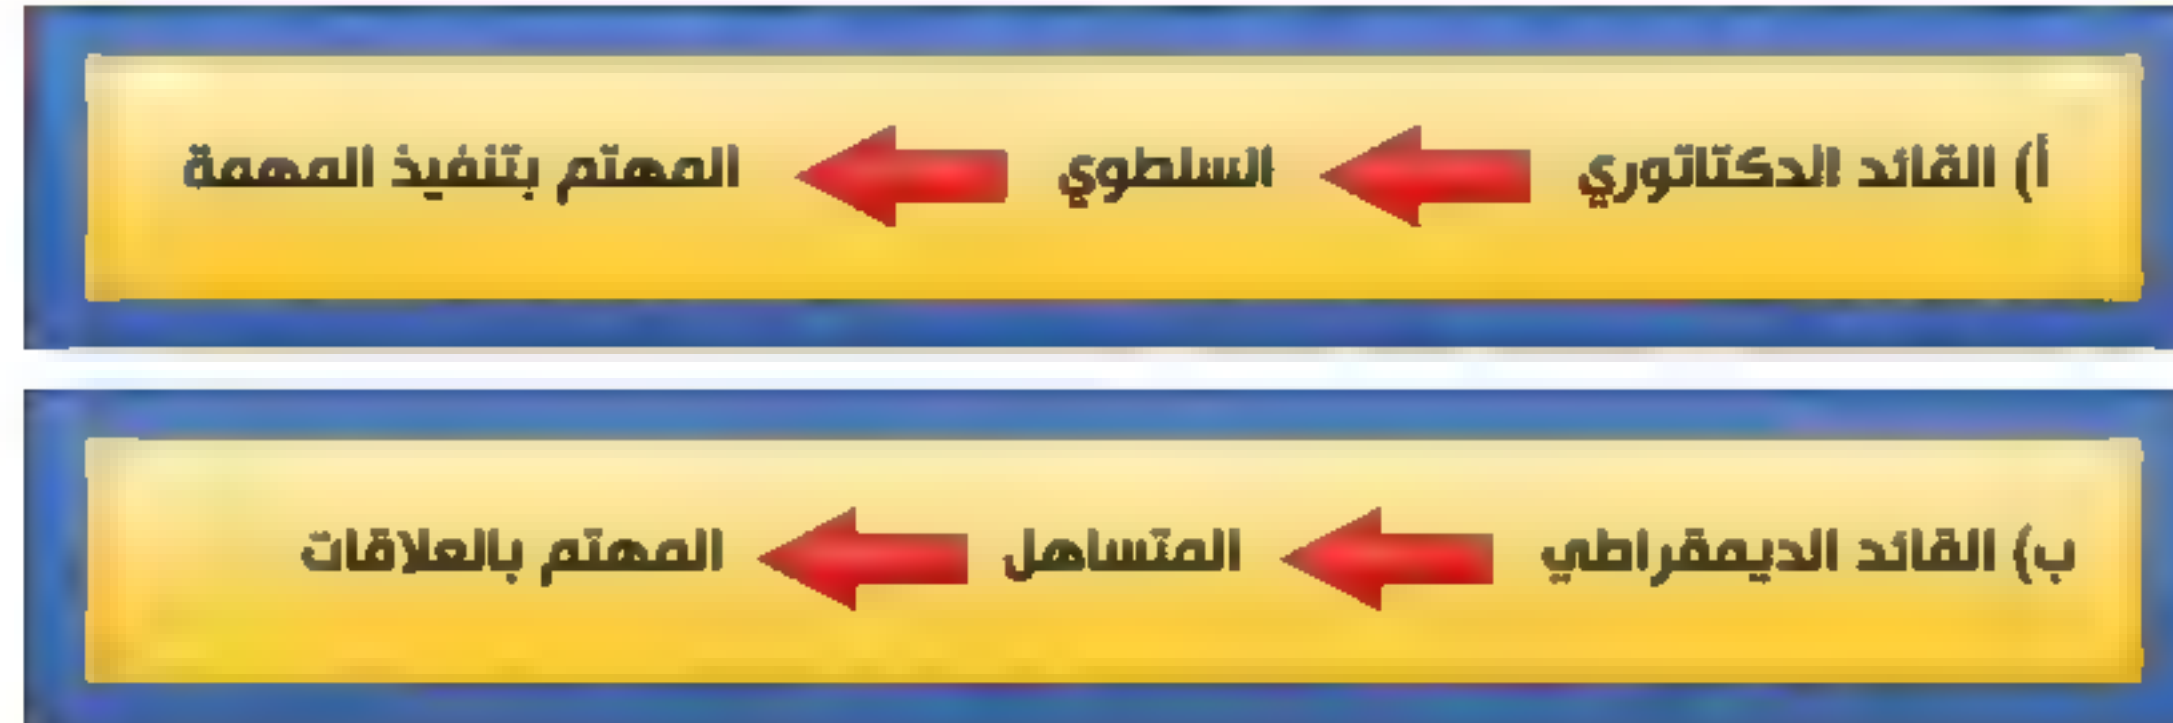 أ) القائد الدكتاتوري السلطوي المهتم بتنفيذ المهمة
ب) القائد الديمقراطي المتساهل المهتم بالعلاقات